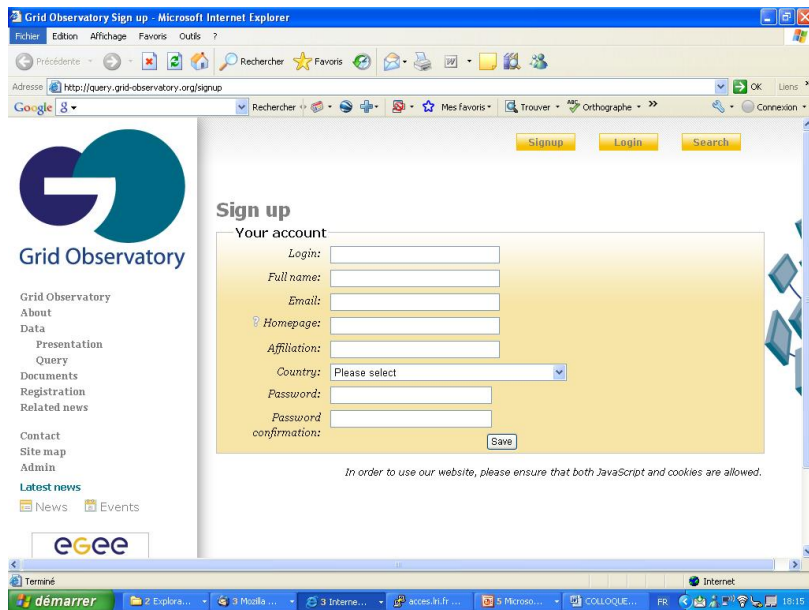 Grid Observatory Sign up - Microsoft Internet Explorer
Fichier Edition Affichage Favoris Outils ?
Précédente Rechercher Favoris
Adresse http://query.grid-observatory.org/signup OK Liens »
Google Rechercher Mes favoris Trouver ABC Orthographe » Connexion
Signup Login Search
Grid Observatory
Grid Observatory
About
Data
Presentation
Query
Documents
Registration
Related news
Contact
Site map
Admin
Latest news
News Events
egee
Sign up
Your account
Login:
Full name:
Email:
? Homepage:
Affiliation:
Country: Please select
Password:
Password
confirmation:
Save
In order to use our website, please ensure that both JavaScript and cookies are allowed.
Terminé Internet
démarrer 2 Explora... 3 Mozilla ... 3 Interne... acces.lri.fr ... 5 Microso... COLLOQUE... FR 18:15